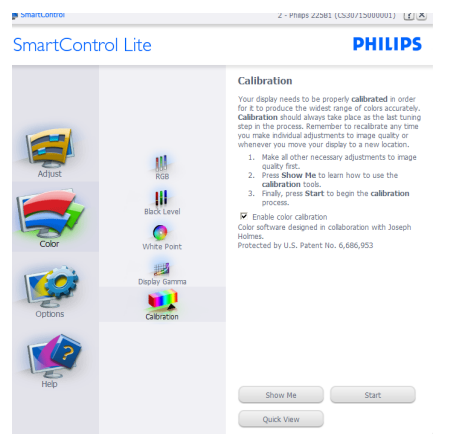 SmartControl
2 - Philips 225B1 (CS30715000001)
SmartControl Lite
PHILIPS
Adjust
Color
Options
Help
RGB
Black Level
White Point
Display Gamma
Calibration
Calibration
Your display needs to be properly calibrated in order
for it to produce the widest range of colors accurately.
Calibration should always take place as the last tuning
step in the process. Remember to recalibrate any time
you make individual adjustments to image quality or
whenever you move your display to a new location.
1. Make all other necessary adjustments to image
quality first.
2. Press Show Me to learn how to use the
calibration tools.
3. Finally, press Start to begin the calibration
process.
Enable color calibration
Color software designed in collaboration with Joseph
Holmes.
Protected by U.S. Patent No. 6,686,953
Show Me
Start
Quick View